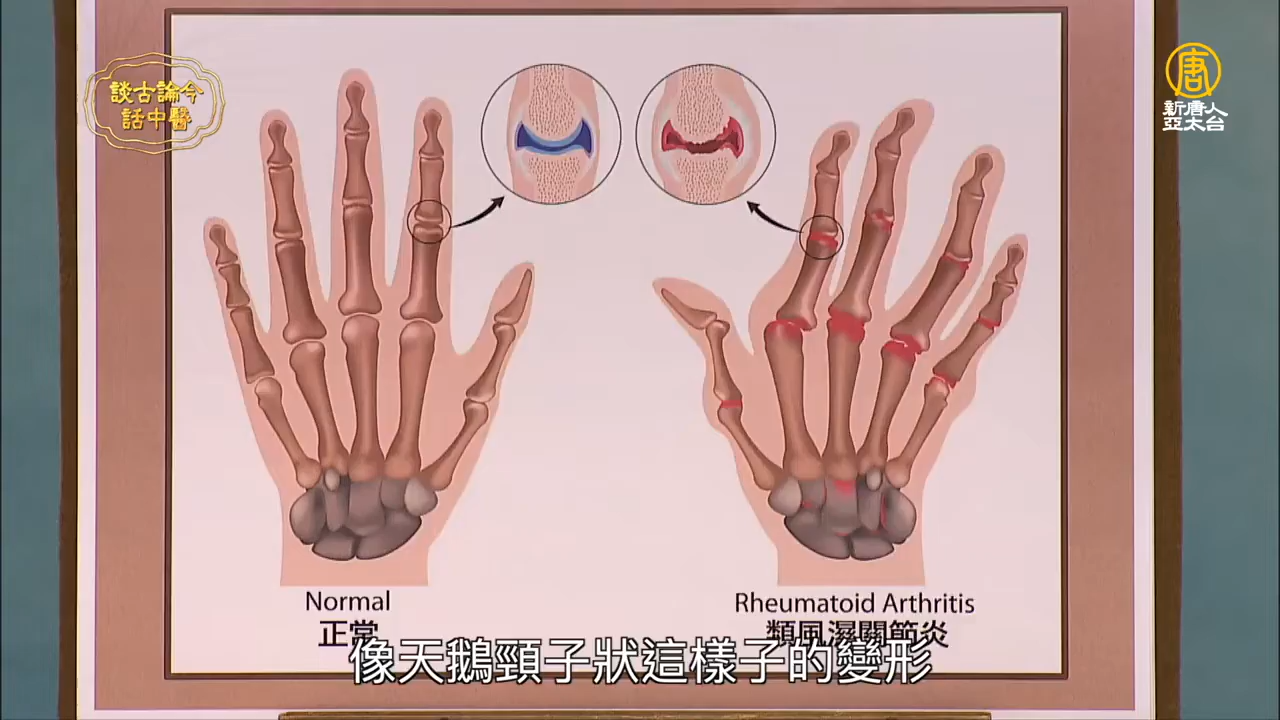 談古論今
話中醫
唐
新唐人
亞太台
Normal
正常
Rheumatoid Arthritis
類風濕關節炎
像天鵝頸子狀這樣子的變形